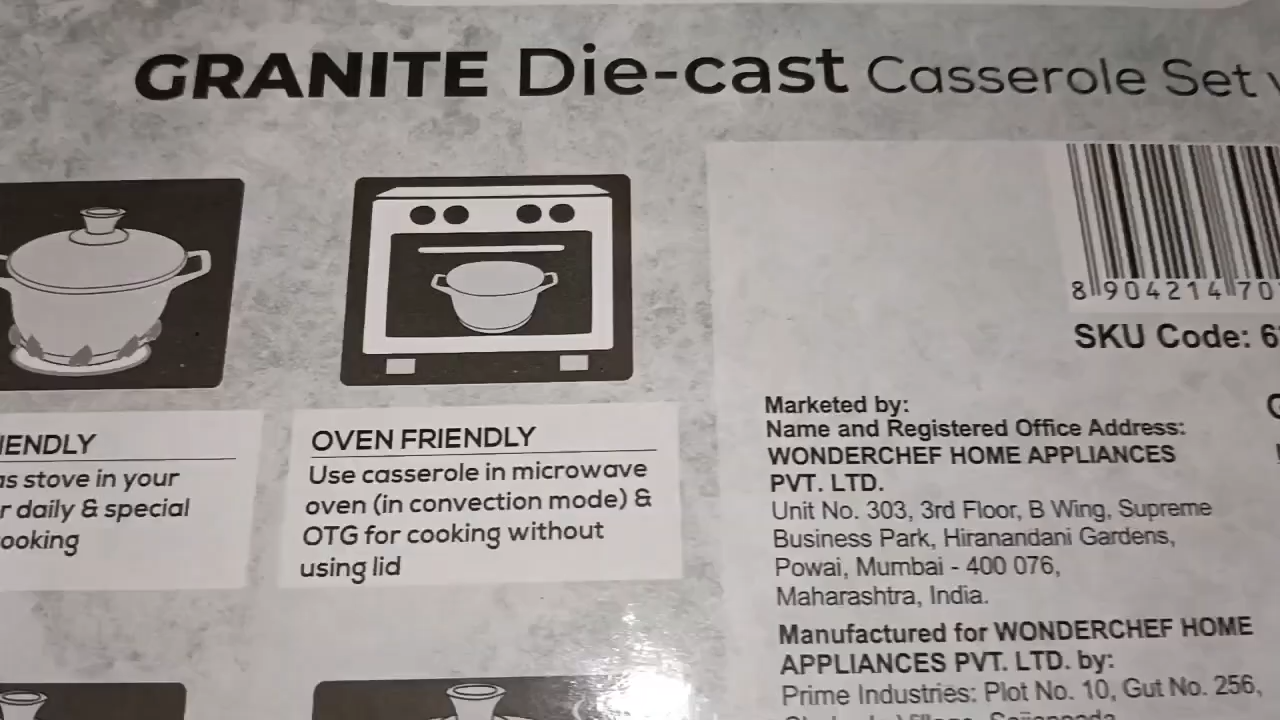 GRANITE Die-cast Casserole Set
8 904214 70
SKU Code: 6
IENDLY
as stove in your
r daily & special
ooking
OVEN FRIENDLY
Use casserole in microwave
oven (in convection mode) &
OTG for cooking without
using lid
Marketed by:
Name and Registered Office Address:
WONDERCHEF HOME APPLIANCES
PVT. LTD.
Unit No. 303, 3rd Floor, B Wing, Supreme
Business Park, Hiranandani Gardens,
Powai, Mumbai - 400 076,
Maharashtra, India.
Manufactured for WONDERCHEF HOME
APPLIANCES PVT. LTD. by:
Prime Industries: Plot No. 10, Gut No. 256,